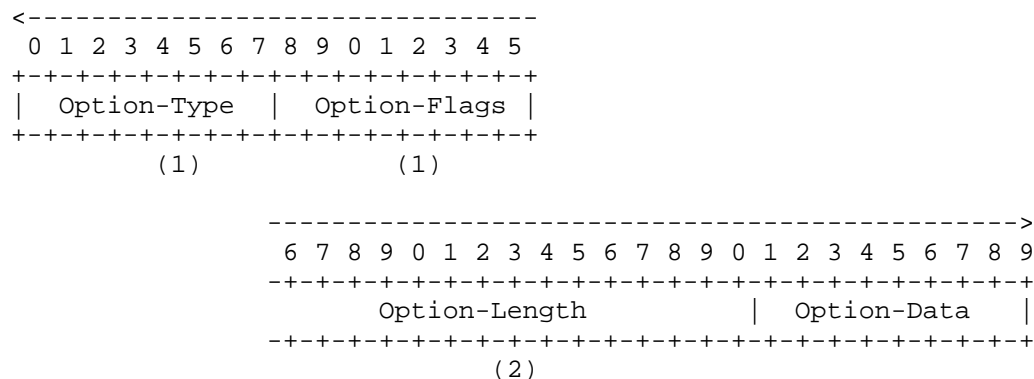 <---------------------------------
0 1 2 3 4 5 6 7 8 9 0 1 2 3 4 5
+-+-+-+-+-+-+-+-+-+-+-+-+-+-+-+-+
|  Option-Type  |  Option-Flags |
+-+-+-+-+-+-+-+-+-+-+-+-+-+-+-+-+
(1) (1)
----------------------------------------------->
6 7 8 9 0 1 2 3 4 5 6 7 8 9 0 1 2 3 4 5 6 7 8 9
-+-+-+-+-+-+-+-+-+-+-+-+-+-+-+-+-+-+-+-+-+-+-+-+
Option-Length | Option-Data |
-+-+-+-+-+-+-+-+-+-+-+-+-+-+-+-+-+-+-+-+-+-+-+-+
(2)